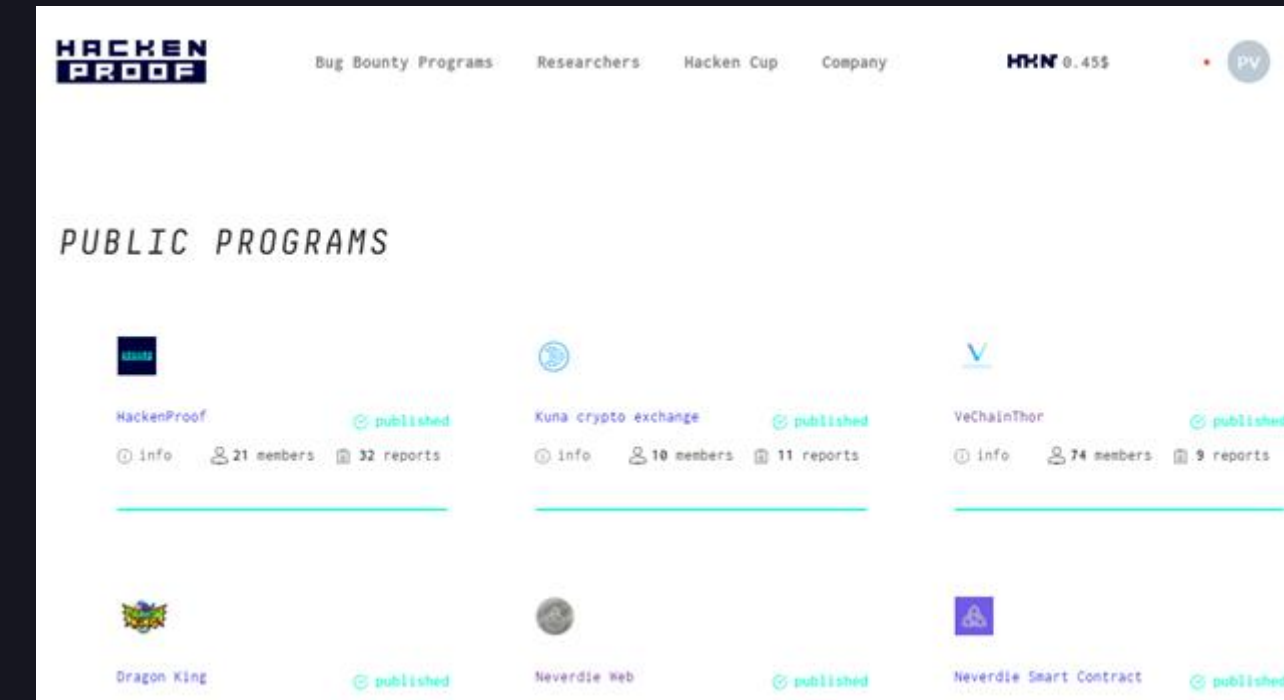 HACKEN
PROOF
Bug Bounty Programs Researchers Hacken Cup Company HKN 0.45$ PV
PUBLIC PROGRAMS
HackenProof published
info 21 members 32 reports
Kuna crypto exchange published
info 10 members 11 reports
VeChainThor published
info 74 members 9 reports
Dragon King published
Neverdie Web published
Neverdie Smart Contract published